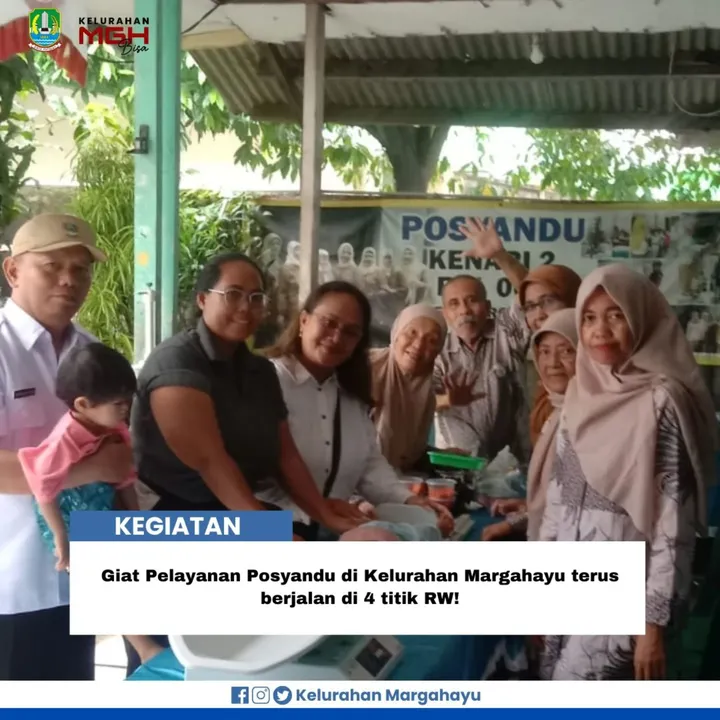 KELURAHAN
MGH
Bisa
POSYANDU
KENARI 2
KEGIATAN
Giat Pelayanan Posyandu di Kelurahan Margahayu terus
berjalan di 4 titik RW!
Kelurahan Margahayu